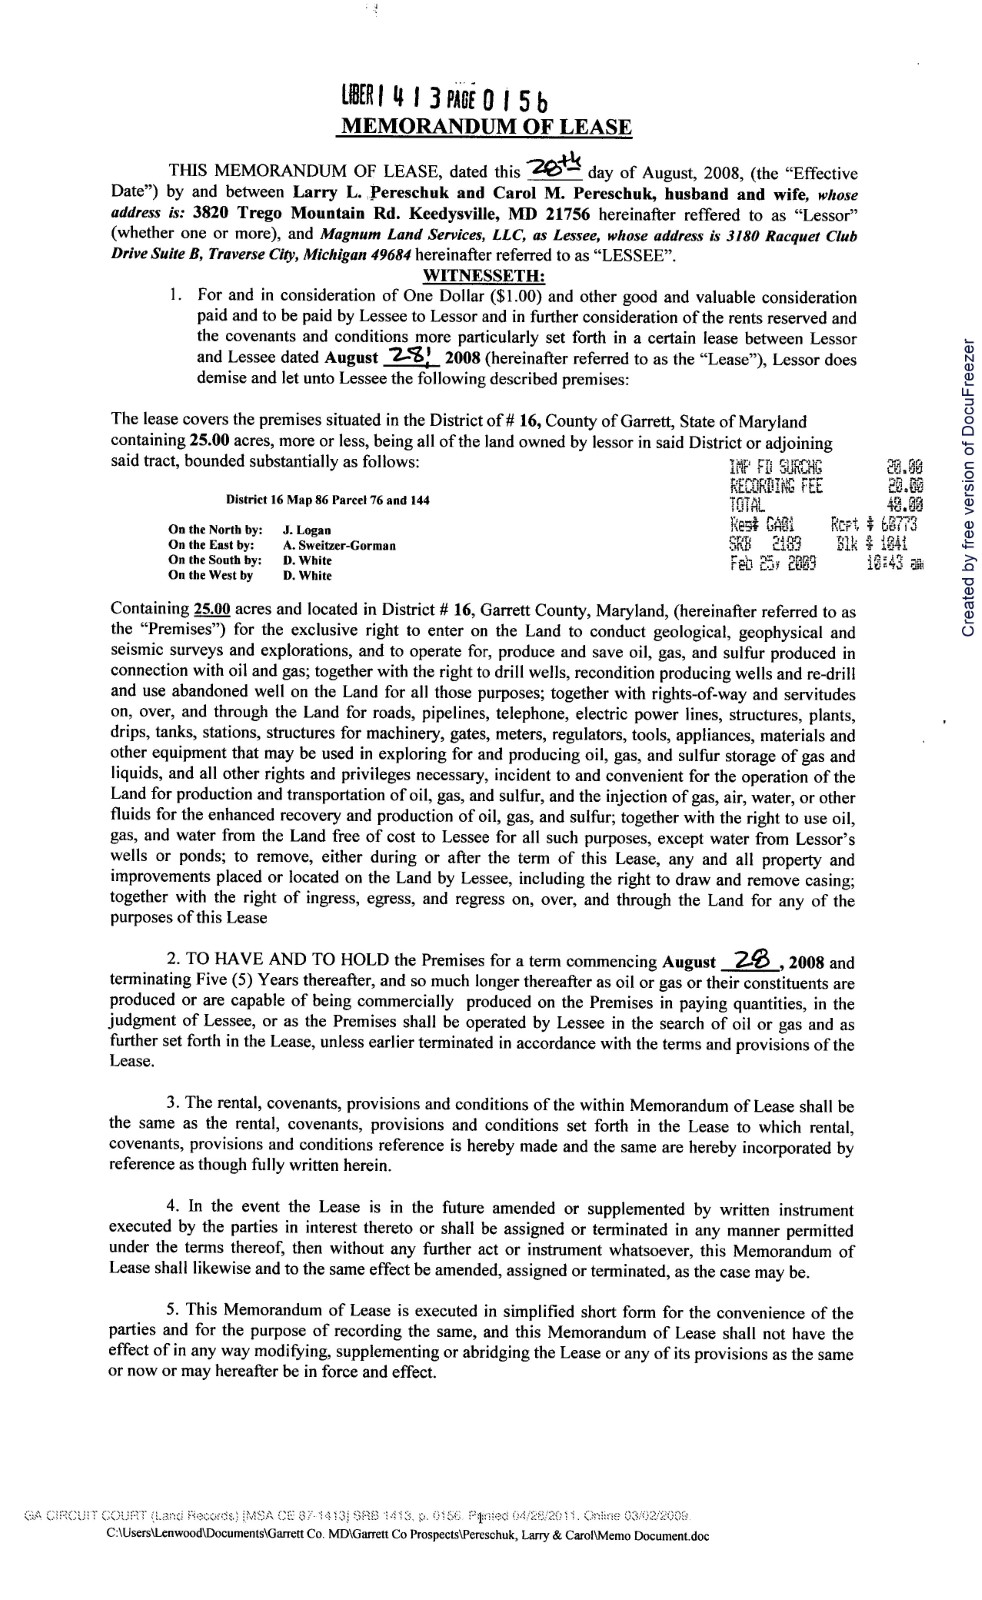 LIBER 1 4 1 3 PAGE 0 1 5 6
MEMORANDUM OF LEASE
THIS MEMORANDUM OF LEASE, dated this 28th day of August, 2008, (the “Effective
Date”) by and between Larry L. Pereschuk and Carol M. Pereschuk, husband and wife, whose
address is: 3820 Trego Mountain Rd. Keedysville, MD 21756 hereinafter reffered to as “Lessor”
(whether one or more), and Magnum Land Services, LLC, as Lessee, whose address is 3180 Racquet Club
Drive Suite B, Traverse City, Michigan 49684 hereinafter referred to as “LESSEE”.
WITNESSETH:
1. For and in consideration of One Dollar ($1.00) and other good and valuable consideration
paid and to be paid by Lessee to Lessor and in further consideration of the rents reserved and
the covenants and conditions more particularly set forth in a certain lease between Lessor
and Lessee dated August 28, 2008 (hereinafter referred to as the “Lease”), Lessor does
demise and let unto Lessee the following described premises:
The lease covers the premises situated in the District of # 16, County of Garrett, State of Maryland
containing 25.00 acres, more or less, being all of the land owned by lessor in said District or adjoining
said tract, bounded substantially as follows:
IMP FD SURCHG 20.00
RECORDING FEE 20.00
TOTAL 40.00
Rest GA01 Rcpt # 60773
SRB 2189 Blk # 1041
Feb 25, 2009 10:43 am
District 16 Map 86 Parcel 76 and 144
On the North by: J. Logan
On the East by: A. Sweitzer-Gorman
On the South by: D. White
On the West by D. White
Containing 25.00 acres and located in District # 16, Garrett County, Maryland, (hereinafter referred to as
the “Premises”) for the exclusive right to enter on the Land to conduct geological, geophysical and
seismic surveys and explorations, and to operate for, produce and save oil, gas, and sulfur produced in
connection with oil and gas; together with the right to drill wells, recondition producing wells and re-drill
and use abandoned well on the Land for all those purposes; together with rights-of-way and servitudes
on, over, and through the Land for roads, pipelines, telephone, electric power lines, structures, plants,
drips, tanks, stations, structures for machinery, gates, meters, regulators, tools, appliances, materials and
other equipment that may be used in exploring for and producing oil, gas, and sulfur storage of gas and
liquids, and all other rights and privileges necessary, incident to and convenient for the operation of the
Land for production and transportation of oil, gas, and sulfur, and the injection of gas, air, water, or other
fluids for the enhanced recovery and production of oil, gas, and sulfur; together with the right to use oil,
gas, and water from the Land free of cost to Lessee for all such purposes, except water from Lessor’s
wells or ponds; to remove, either during or after the term of this Lease, any and all property and
improvements placed or located on the Land by Lessee, including the right to draw and remove casing;
together with the right of ingress, egress, and regress on, over, and through the Land for any of the
purposes of this Lease
2. TO HAVE AND TO HOLD the Premises for a term commencing August 28, 2008 and
terminating Five (5) Years thereafter, and so much longer thereafter as oil or gas or their constituents are
produced or are capable of being commercially produced on the Premises in paying quantities, in the
judgment of Lessee, or as the Premises shall be operated by Lessee in the search of oil or gas and as
further set forth in the Lease, unless earlier terminated in accordance with the terms and provisions of the
Lease.
3. The rental, covenants, provisions and conditions of the within Memorandum of Lease shall be
the same as the rental, covenants, provisions and conditions set forth in the Lease to which rental,
covenants, provisions and conditions reference is hereby made and the same are hereby incorporated by
reference as though fully written herein.
4. In the event the Lease is in the future amended or supplemented by written instrument
executed by the parties in interest thereto or shall be assigned or terminated in any manner permitted
under the terms thereof, then without any further act or instrument whatsoever, this Memorandum of
Lease shall likewise and to the same effect be amended, assigned or terminated, as the case may be.
5. This Memorandum of Lease is executed in simplified short form for the convenience of the
parties and for the purpose of recording the same, and this Memorandum of Lease shall not have the
effect of in any way modifying, supplementing or abridging the Lease or any of its provisions as the same
or now or may hereafter be in force and effect.
GA CIRCUIT COURT (Land Records) [MSA CE 87-1413] SRB 1413, p. 0156. Printed 04/28/2011. Online 03/02/2009.
C:\Users\Lenwood\Documents\Garrett Co. MD\Garrett Co Prospects\Pereschuk, Larry & Carol\Memo Document.doc
Created by free version of DocuFreezer